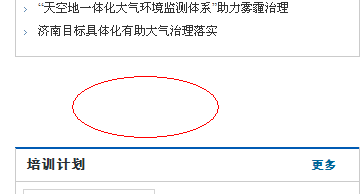 “天空地一体化大气环境监测体系”助力雾霾治理
济南目标具体化有助大气治理落实
培训计划 更多